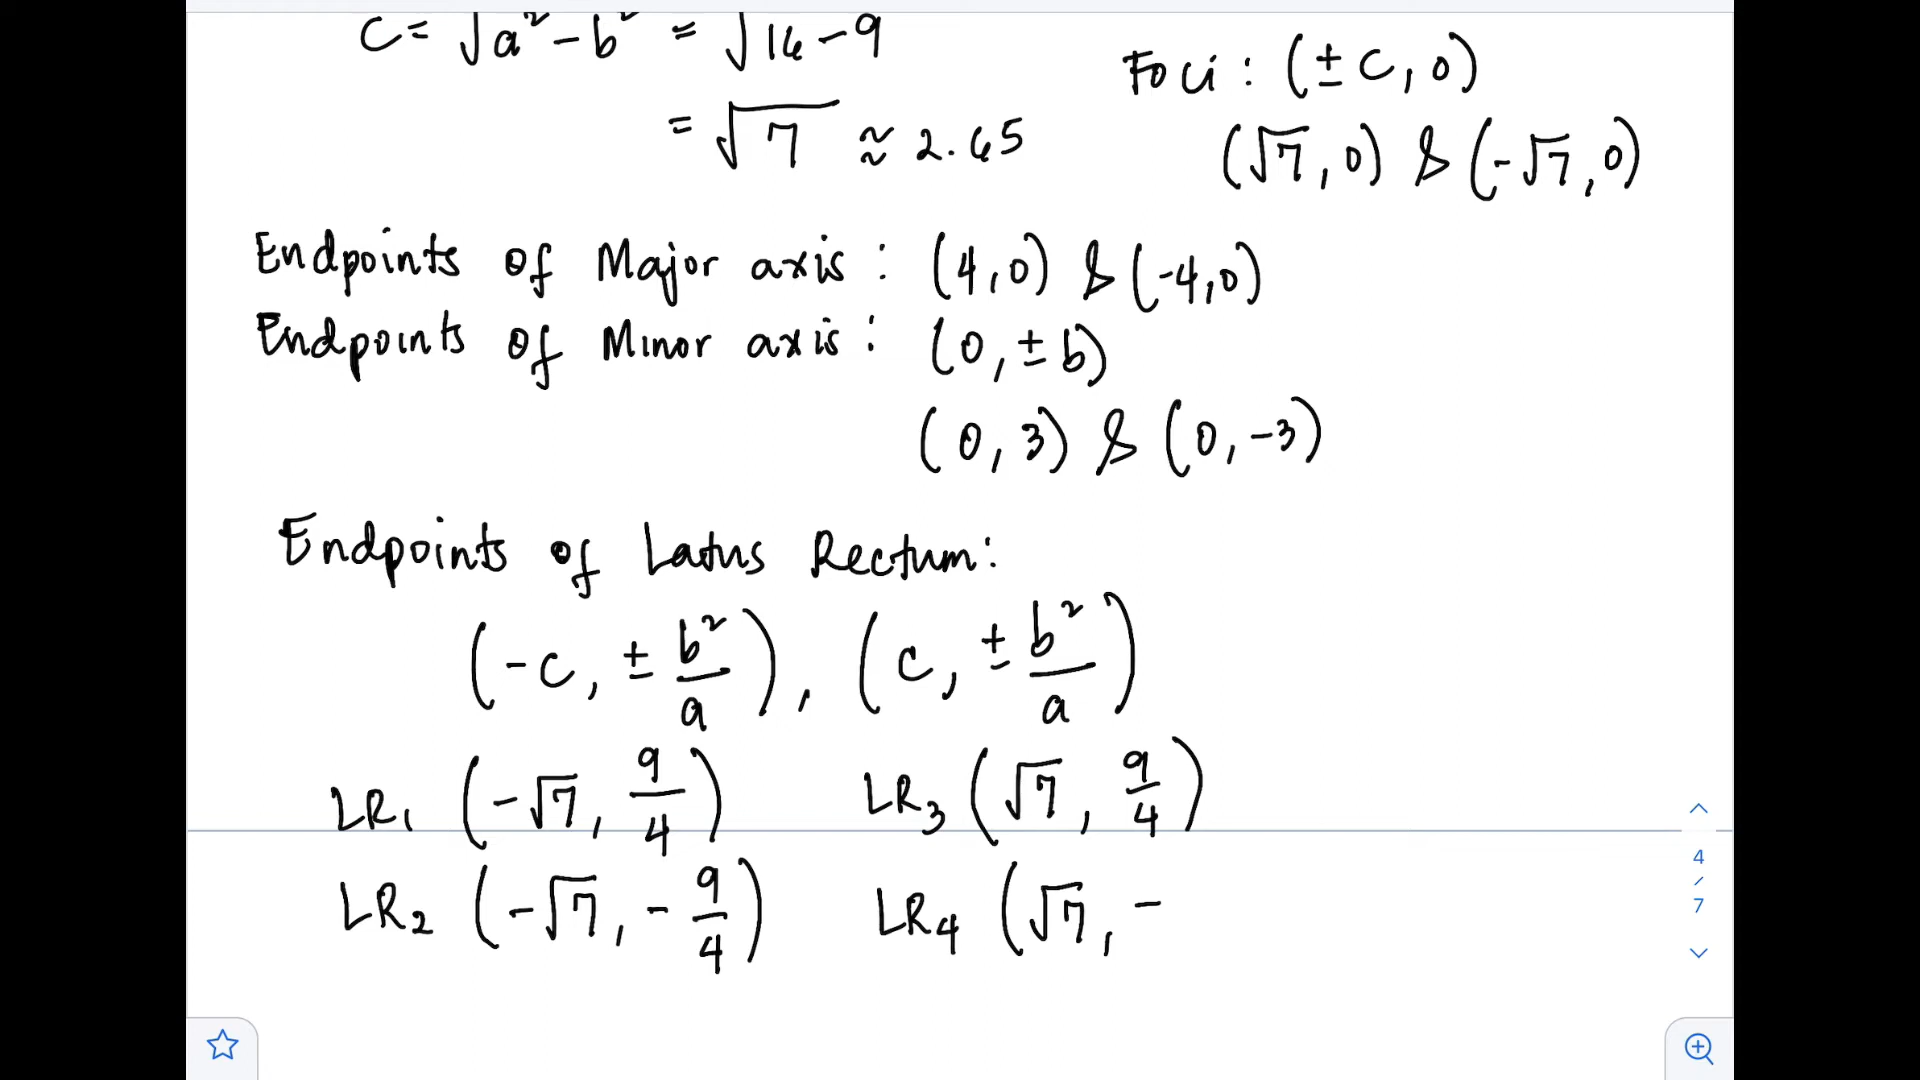 c = √a² − b² = √16 − 9
= √7 ≈ 2.65
Foci : (± c, 0)
(√7, 0) & (-√7, 0)
Endpoints of Major axis : (4,0) & (-4,0)
Endpoints of Minor axis : (0, ± b)
(0, 3) & (0, -3)
Endpoints of Latus Rectum:
(-c, ± b²/a), (c, ± b²/a)
LR₁ (-√7, 9/4) LR₃ (√7, 9/4)
LR₂ (-√7, - 9/4) LR₄ (√7, -
4
/
7